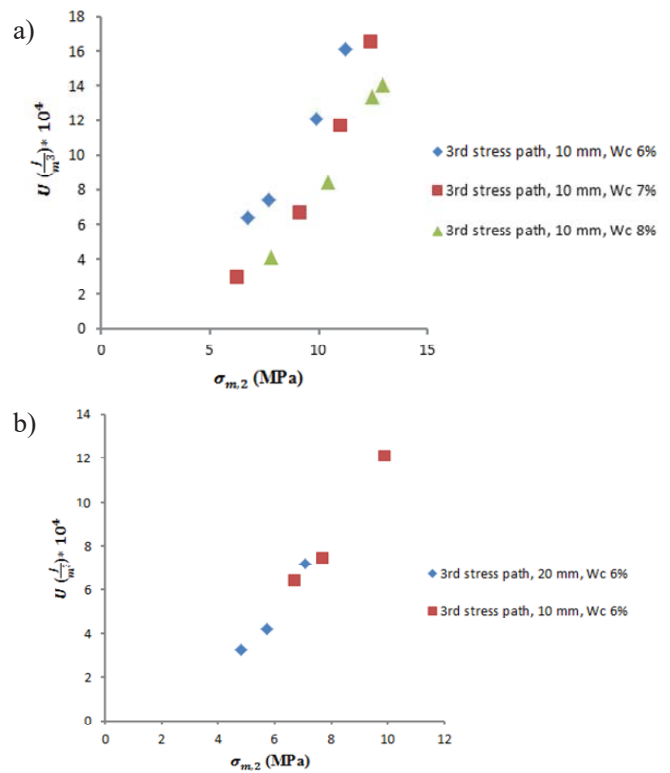 a)
18
16
14
12
10
8
6
4
2
0
U (J/m³)* 10⁴
0 5 10 15
σm,2 (MPa)
3rd stress path, 10 mm, Wc 6%
3rd stress path, 10 mm, Wc 7%
3rd stress path, 10 mm, Wc 8%
b)
14
12
10
8
6
4
2
0
U (J/m)* 10⁴
0 2 4 6 8 10 12
σm,2 (MPa)
3rd stress path, 20 mm, Wc 6%
3rd stress path, 10 mm, Wc 6%